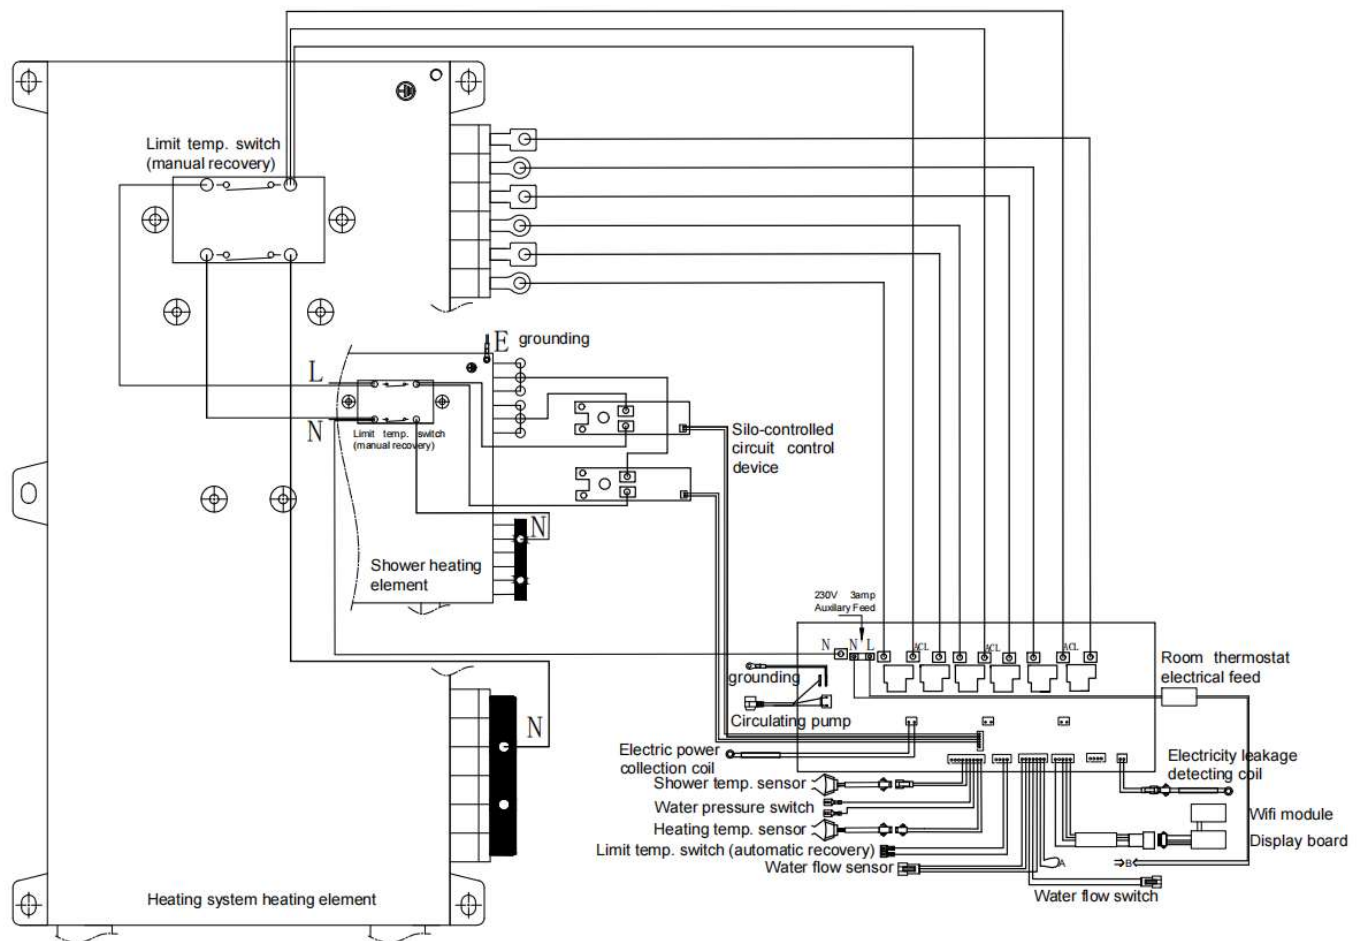 Limit temp. switch
(manual recovery)
E grounding
L
N
Limit temp. switch
(manual recovery)
Silo-controlled
circuit control
device
N
Shower heating
element
230V 3amp
Auxilary Feed
N N L ACL ACL ACL
Room thermostat
electrical feed
grounding
Circulating pump
N
Electric power
collection coil
Electricity leakage
detecting coil
Shower temp. sensor
Water pressure switch
Wifi module
Heating temp. sensor
Display board
Limit temp. switch (automatic recovery)
Water flow sensor
A
B
Water flow switch
Heating system heating element